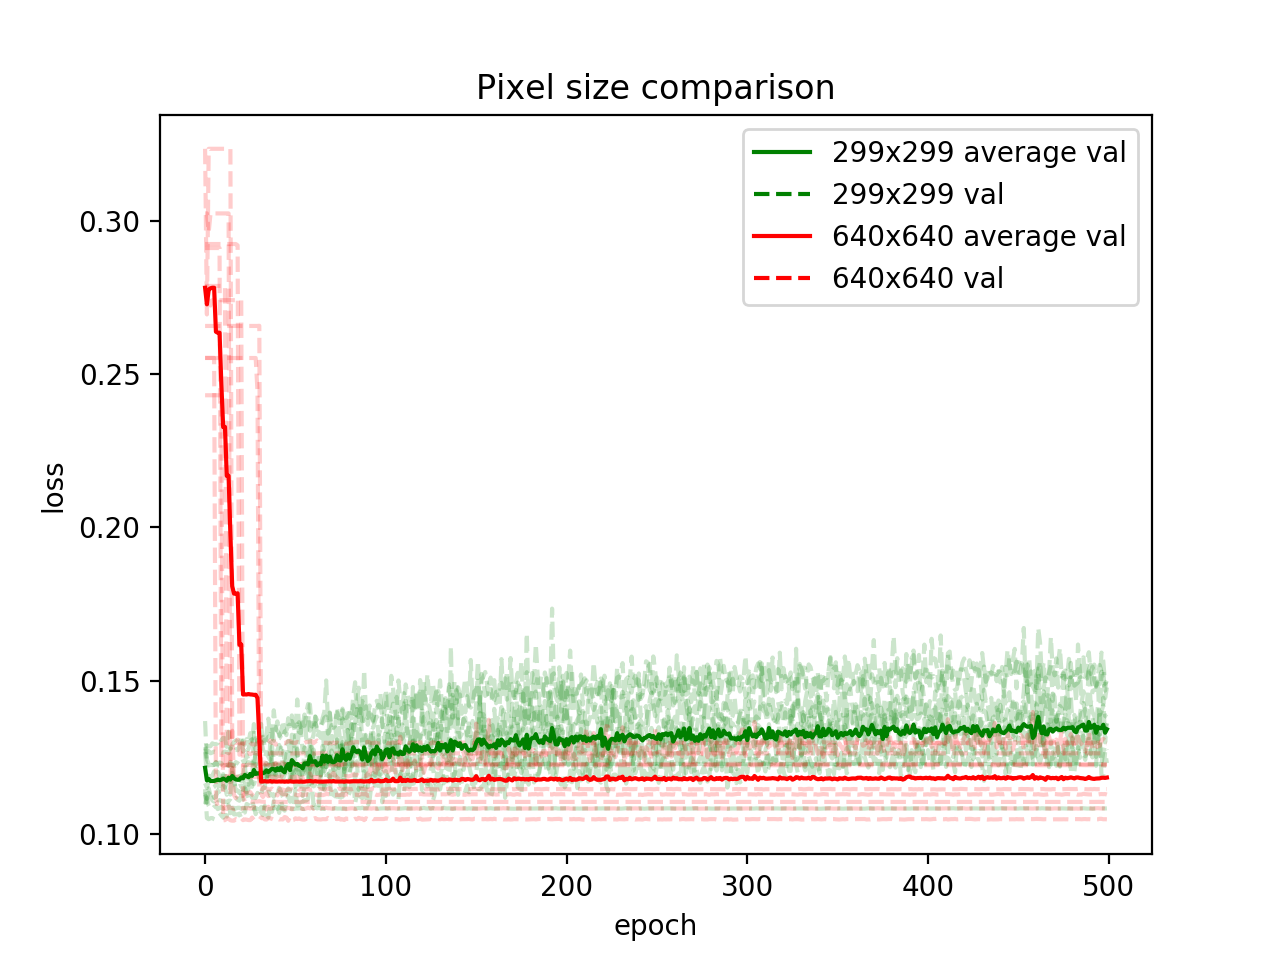 Pixel size comparison
299x299 average val
299x299 val
640x640 average val
640x640 val
loss
0.30
0.25
0.20
0.15
0.10
0 100 200 300 400 500
epoch